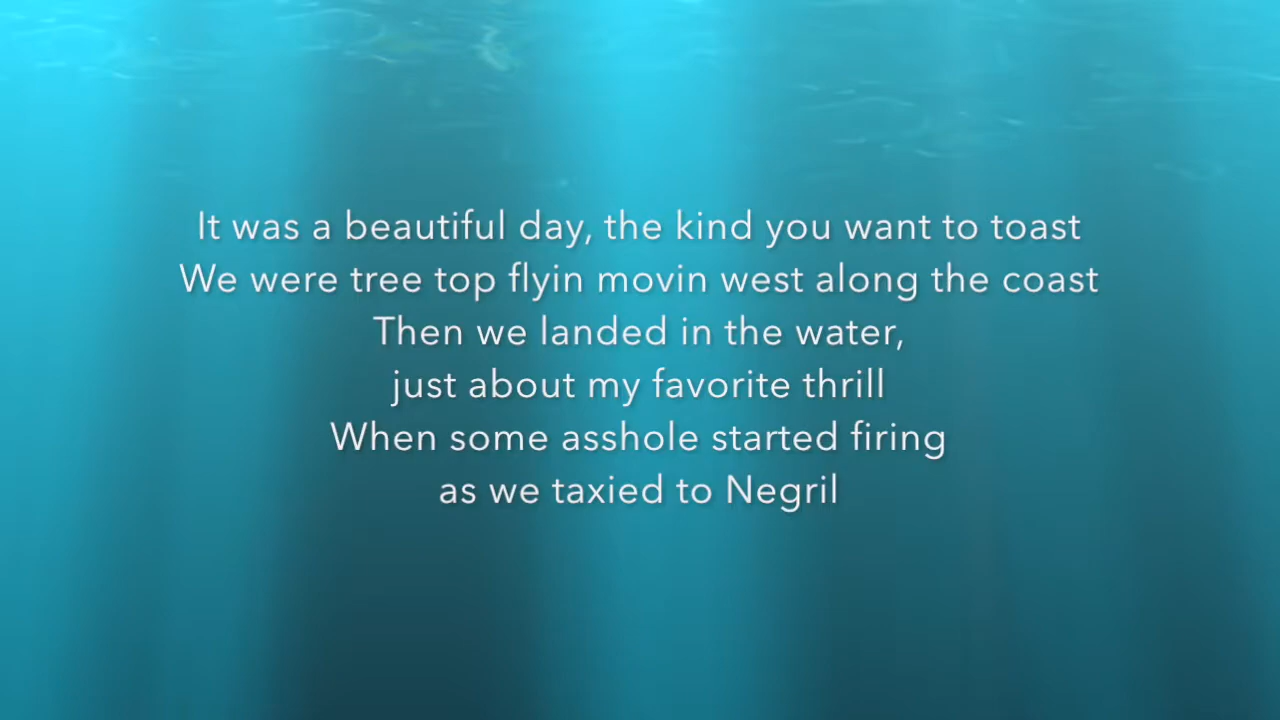 It was a beautiful day, the kind you want to toast
We were tree top flyin movin west along the coast
Then we landed in the water,
just about my favorite thrill
When some asshole started firing
as we taxied to Negril